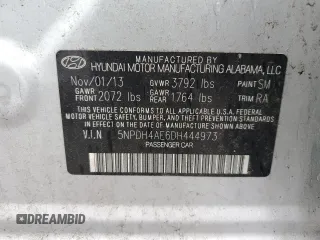 MANUFACTURED BY
HYUNDAI MOTOR MANUFACTURING ALABAMA, LLC
Nov/01/13 GVWR 3792 lbs PAINT SM
GAWR FRONT 2072 lbs GAWR REAR 1764 lbs TRIM RA
THIS VEHICLE CONFORMS TO ALL APPLICABLE U.S. FEDERAL
MOTOR VEHICLE SAFETY, BUMPER, AND THEFT PREVENTION
STANDARDS IN EFFECT ON THE DATE OF MANUFACTURE SHOWN ABOVE.
V.I.N 5NPDH4AE6DH444973
PASSENGER CAR
© DREAMBID